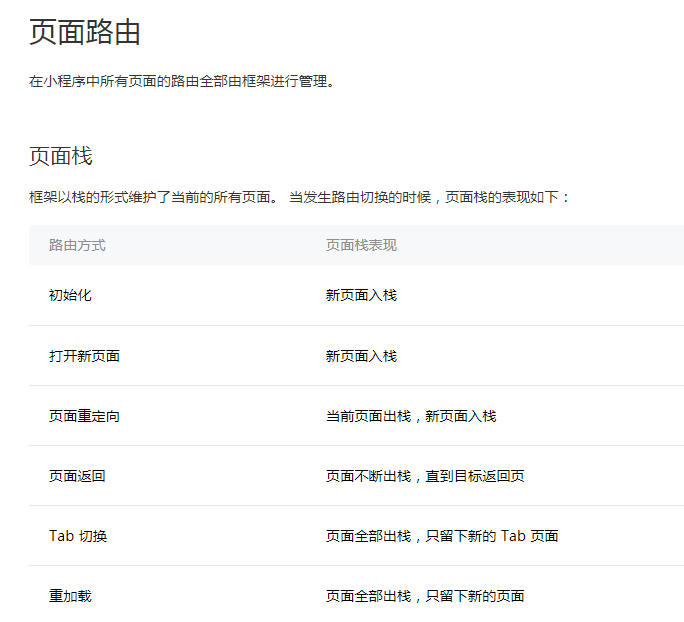 页面路由
在小程序中所有页面的路由全部由框架进行管理。
页面栈
框架以栈的形式维护了当前的所有页面。 当发生路由切换的时候，页面栈的表现如下：
路由方式 页面栈表现
初始化 新页面入栈
打开新页面 新页面入栈
页面重定向 当前页面出栈，新页面入栈
页面返回 页面不断出栈，直到目标返回页
Tab 切换 页面全部出栈，只留下新的 Tab 页面
重加载 页面全部出栈，只留下新的页面